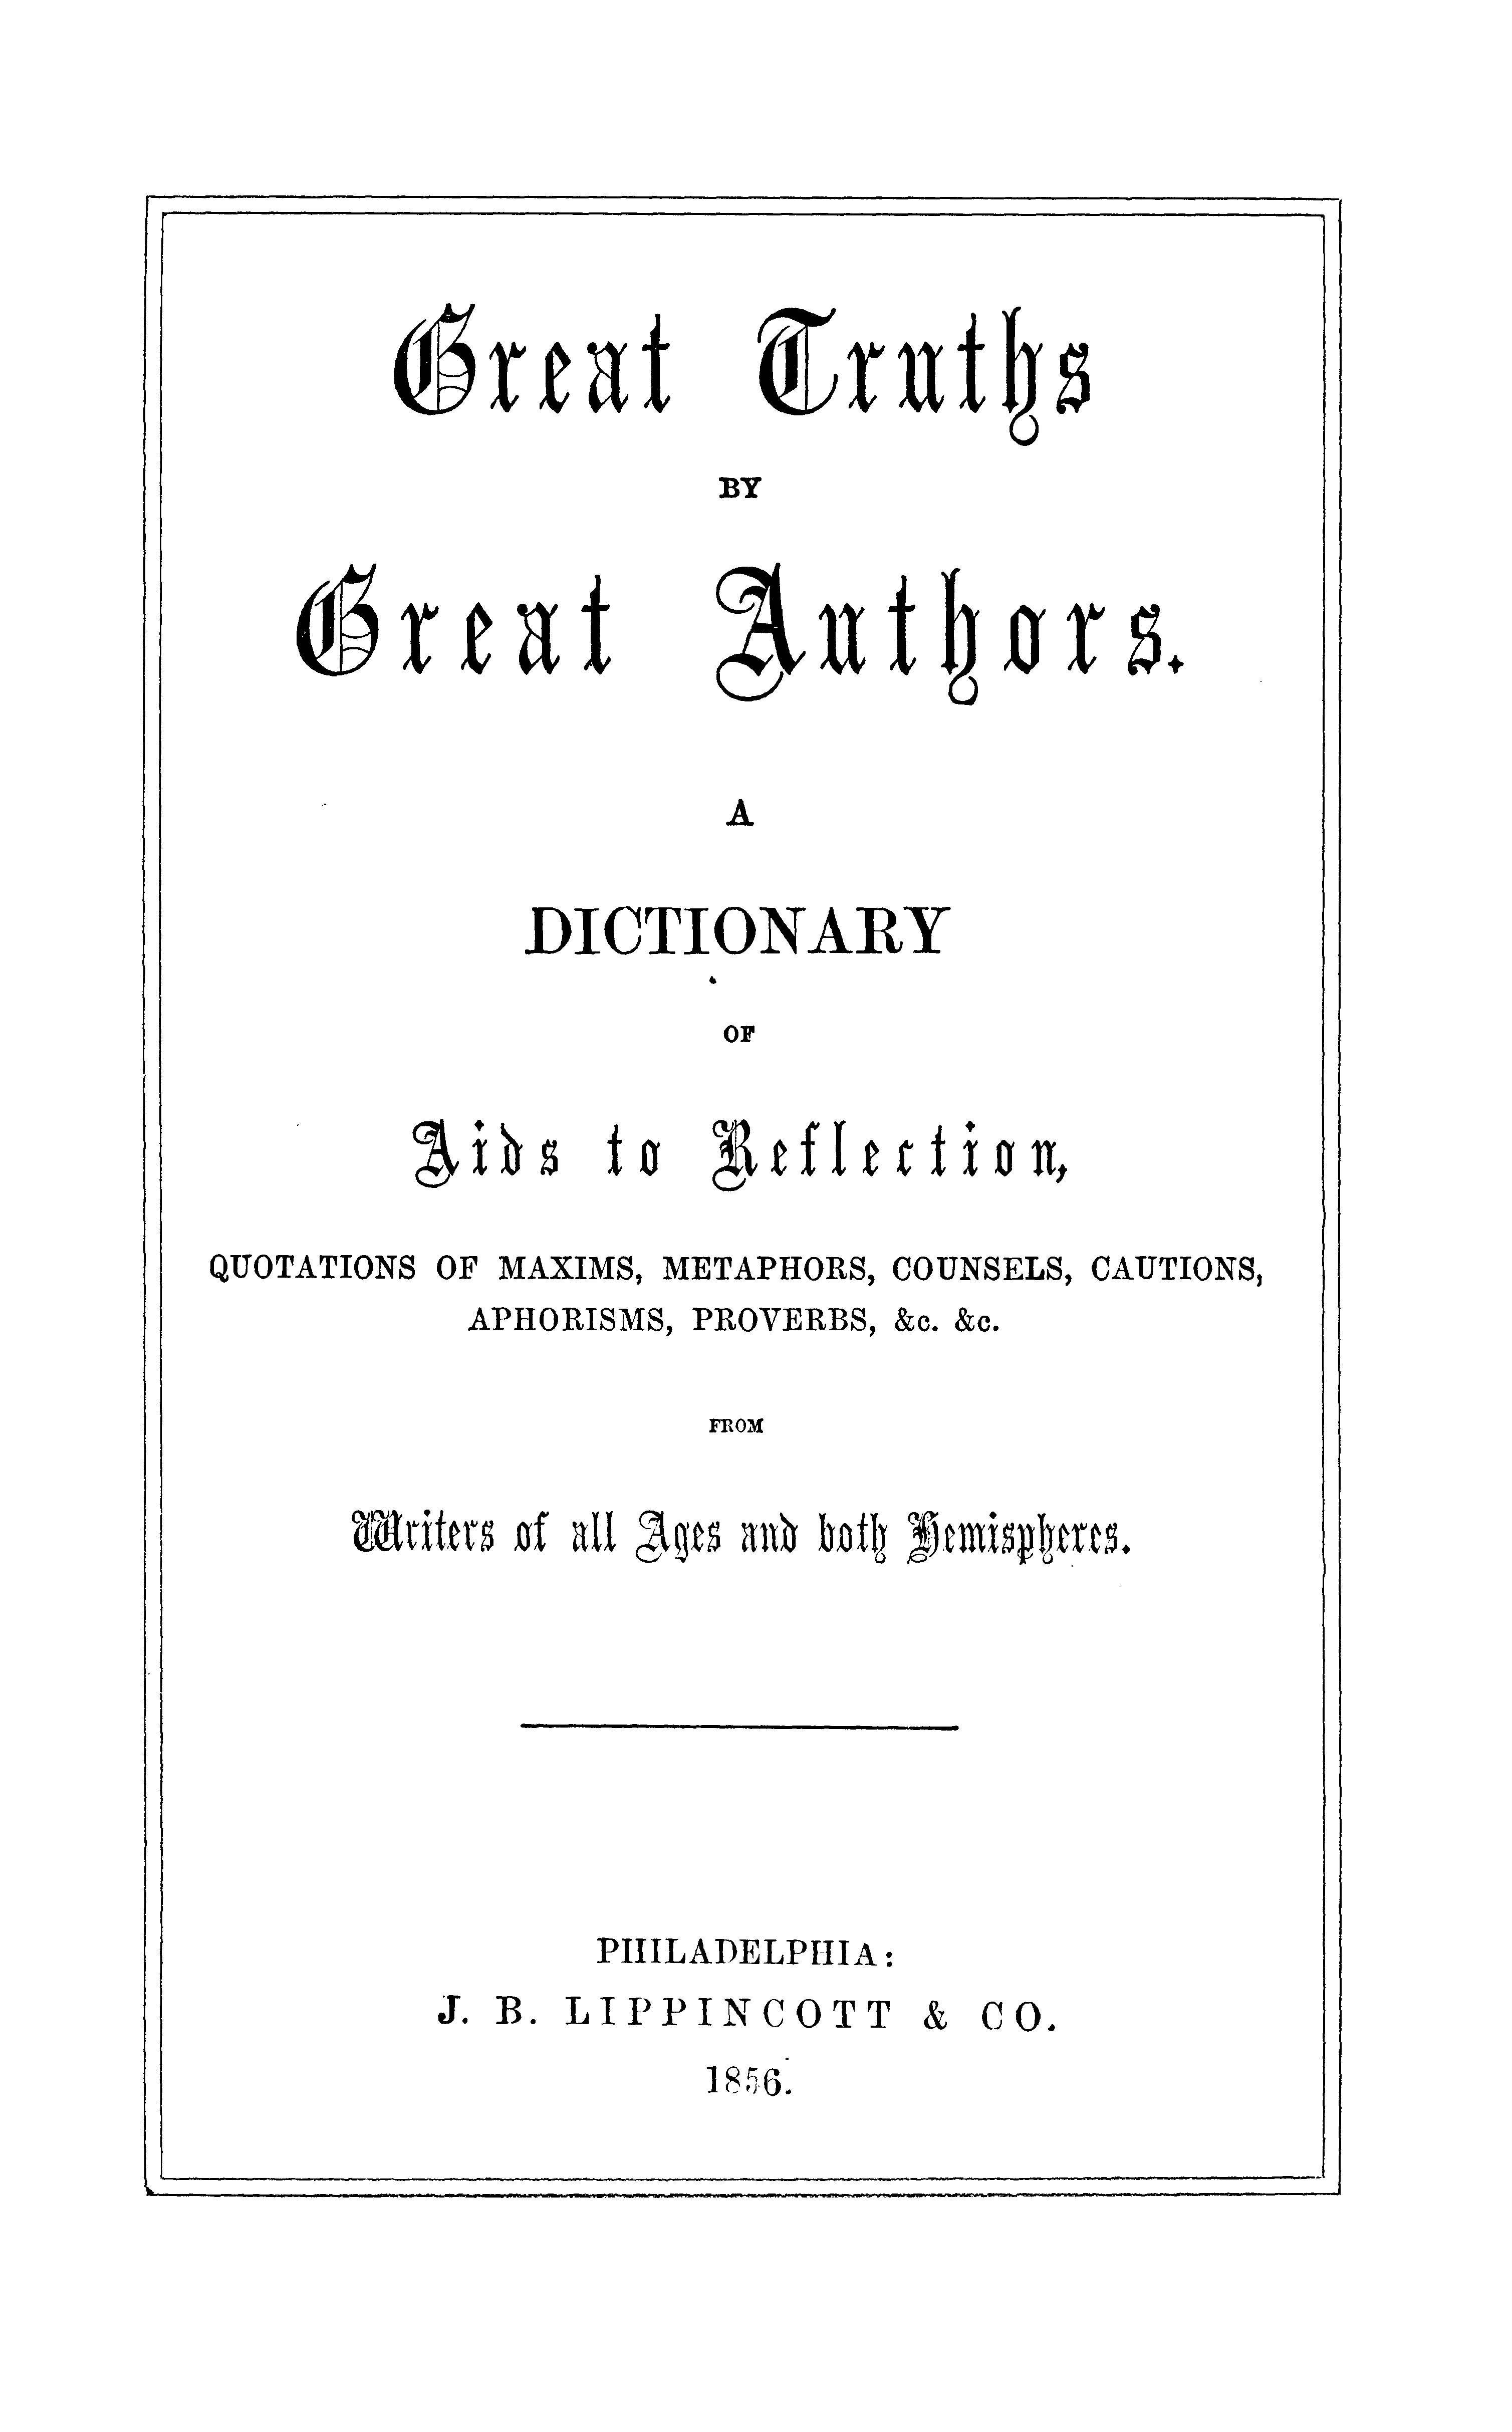 Great Truths
BY
Great Authors.
A
DICTIONARY
OF
Aids to Reflection,
QUOTATIONS OF MAXIMS, METAPHORS, COUNSELS, CAUTIONS,
APHORISMS, PROVERBS, &c. &c.
FROM
Writers of all Ages and both Hemispheres.
PHILADELPHIA:
J. B. LIPPINCOTT & CO.
1856.